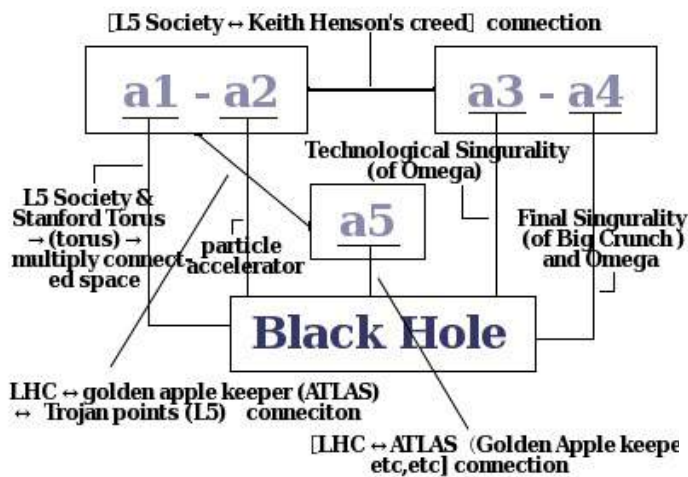 [L5 Society ↔ Keith Henson's creed] connection
a1 - a2
a3 - a4
Technological Singurality
(of Omega)
L5 Society &
Stanford Torus
→ (torus) →
multiply connect-
ed space
particle
accelerator
a5
Final Singurality
(of Big Crunch)
and Omega
Black Hole
LHC ↔ golden apple keeper (ATLAS)
↔ Trojan points (L5) conneciton
[LHC ↔ ATLAS (Golden Apple keepe
etc,etc] connection